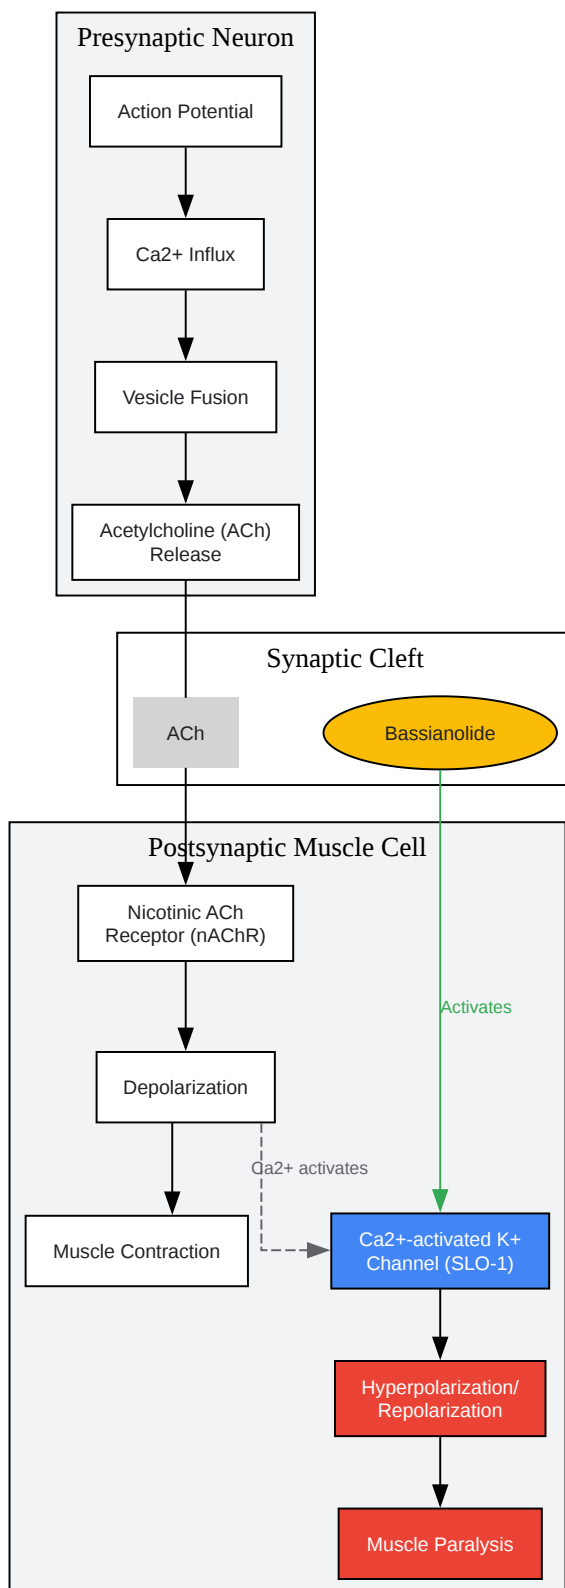 Presynaptic Neuron
Action Potential
Ca2+ Influx
Vesicle Fusion
Acetylcholine (ACh)
Release
Synaptic Cleft
ACh
Bassianolide
Postsynaptic Muscle Cell
Nicotinic ACh
Receptor (nAChR)
Activates
Depolarization
Ca2+ activates
Muscle Contraction
Ca2+-activated K+
Channel (SLO-1)
Hyperpolarization/
Repolarization
Muscle Paralysis